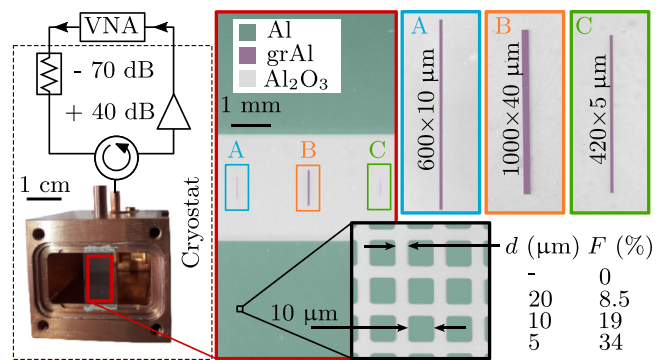 VNA
- 70 dB
+ 40 dB
1 cm
Cryostat
Al
grAl
Al₂O₃
1 mm
A
B
C
A
600×10 μm
B
1000×40 μm
C
420×5 μm
10 μm
d (μm) F (%)
- 0
20 8.5
10 19
5 34